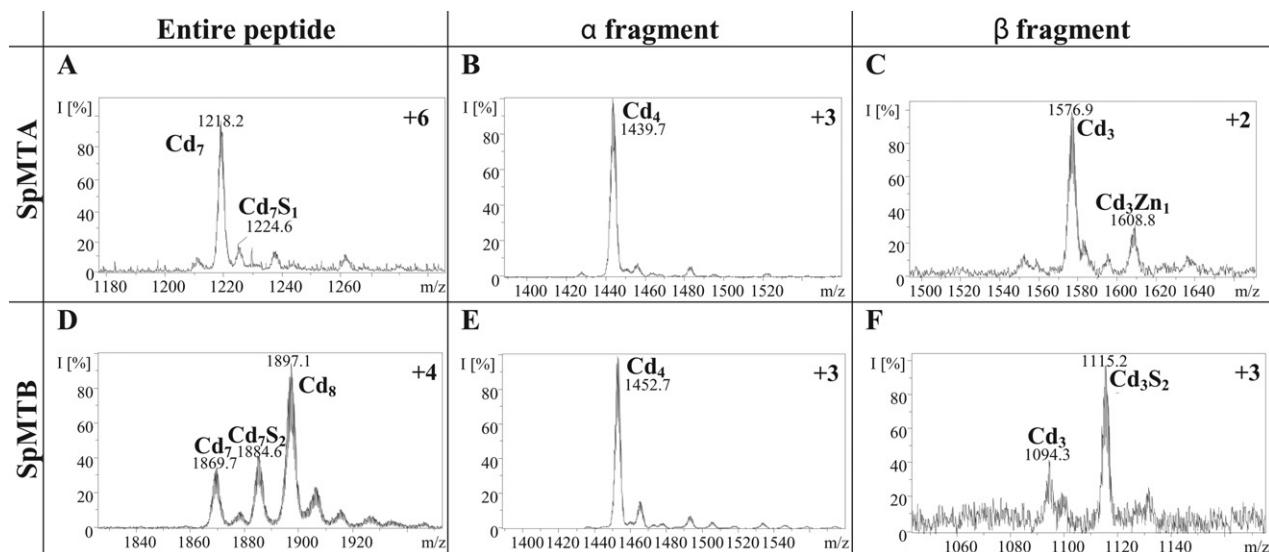 Entire peptide
α fragment
β fragment
SpMTA
A
I [%]
80
60
40
20
0
1218.2
Cd7
Cd7S1
1224.6
+6
1180
1200
1220
1240
1260
m/z
B
I [%]
80
60
40
20
0
Cd4
1439.7
+3
1400
1420
1440
1460
1480
1500
1520
m/z
C
I [%]
80
60
40
20
0
1576.9
Cd3
Cd3Zn1
1608.8
+2
1500
1520
1540
1560
1580
1600
1620
1640
m/z
SpMTB
D
I [%]
80
60
40
20
0
1897.1
Cd8
Cd7
1869.7
Cd7S2
1884.6
+4
1840
1860
1880
1900
1920
m/z
E
I [%]
80
60
40
20
0
Cd4
1452.7
+3
1400
1420
1440
1460
1480
1500
1520
1540
m/z
F
I [%]
80
60
40
20
0
1115.2
Cd3S2
Cd3
1094.3
+3
1060
1080
1100
1120
1140
m/z